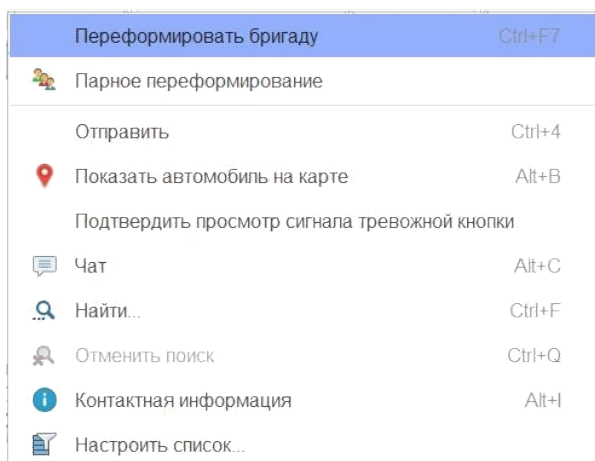 Переформировать бригаду Ctrl+F7
Парное переформирование
Отправить Ctrl+4
Показать автомобиль на карте Alt+B
Подтвердить просмотр сигнала тревожной кнопки
Чат Alt+C
Найти... Ctrl+F
Отменить поиск Ctrl+Q
Контактная информация Alt+I
Настроить список...